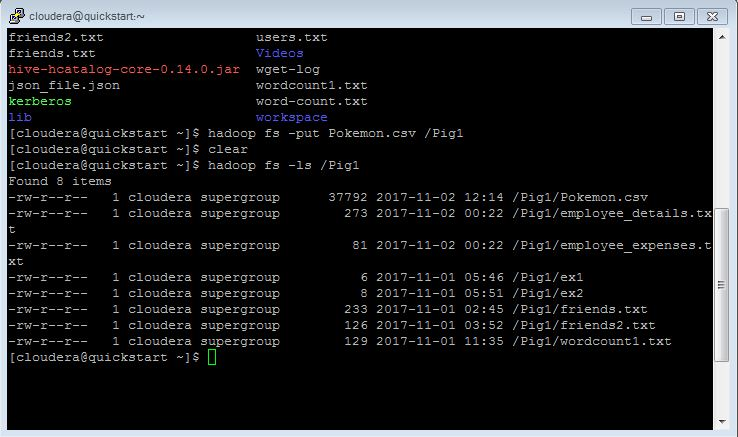 cloudera@quickstart:~
friends2.txt users.txt
friends.txt Videos
hive-hcatalog-core-0.14.0.jar wget-log
json_file.json wordcount1.txt
kerberos word-count.txt
lib workspace
[cloudera@quickstart ~]$ hadoop fs -put Pokemon.csv /Pig1
[cloudera@quickstart ~]$ clear
[cloudera@quickstart ~]$ hadoop fs -ls /Pig1
Found 8 items
-rw-r--r-- 1 cloudera supergroup 37792 2017-11-02 12:14 /Pig1/Pokemon.csv
-rw-r--r-- 1 cloudera supergroup 273 2017-11-02 00:22 /Pig1/employee_details.tx
t
-rw-r--r-- 1 cloudera supergroup 81 2017-11-02 00:22 /Pig1/employee_expenses.t
xt
-rw-r--r-- 1 cloudera supergroup 6 2017-11-01 05:46 /Pig1/ex1
-rw-r--r-- 1 cloudera supergroup 8 2017-11-01 05:51 /Pig1/ex2
-rw-r--r-- 1 cloudera supergroup 233 2017-11-01 02:45 /Pig1/friends.txt
-rw-r--r-- 1 cloudera supergroup 126 2017-11-01 03:52 /Pig1/friends2.txt
-rw-r--r-- 1 cloudera supergroup 129 2017-11-01 11:35 /Pig1/wordcount1.txt
[cloudera@quickstart ~]$